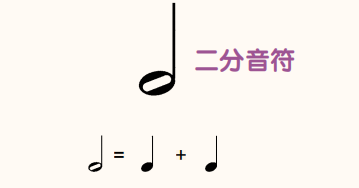 二分音符
= +